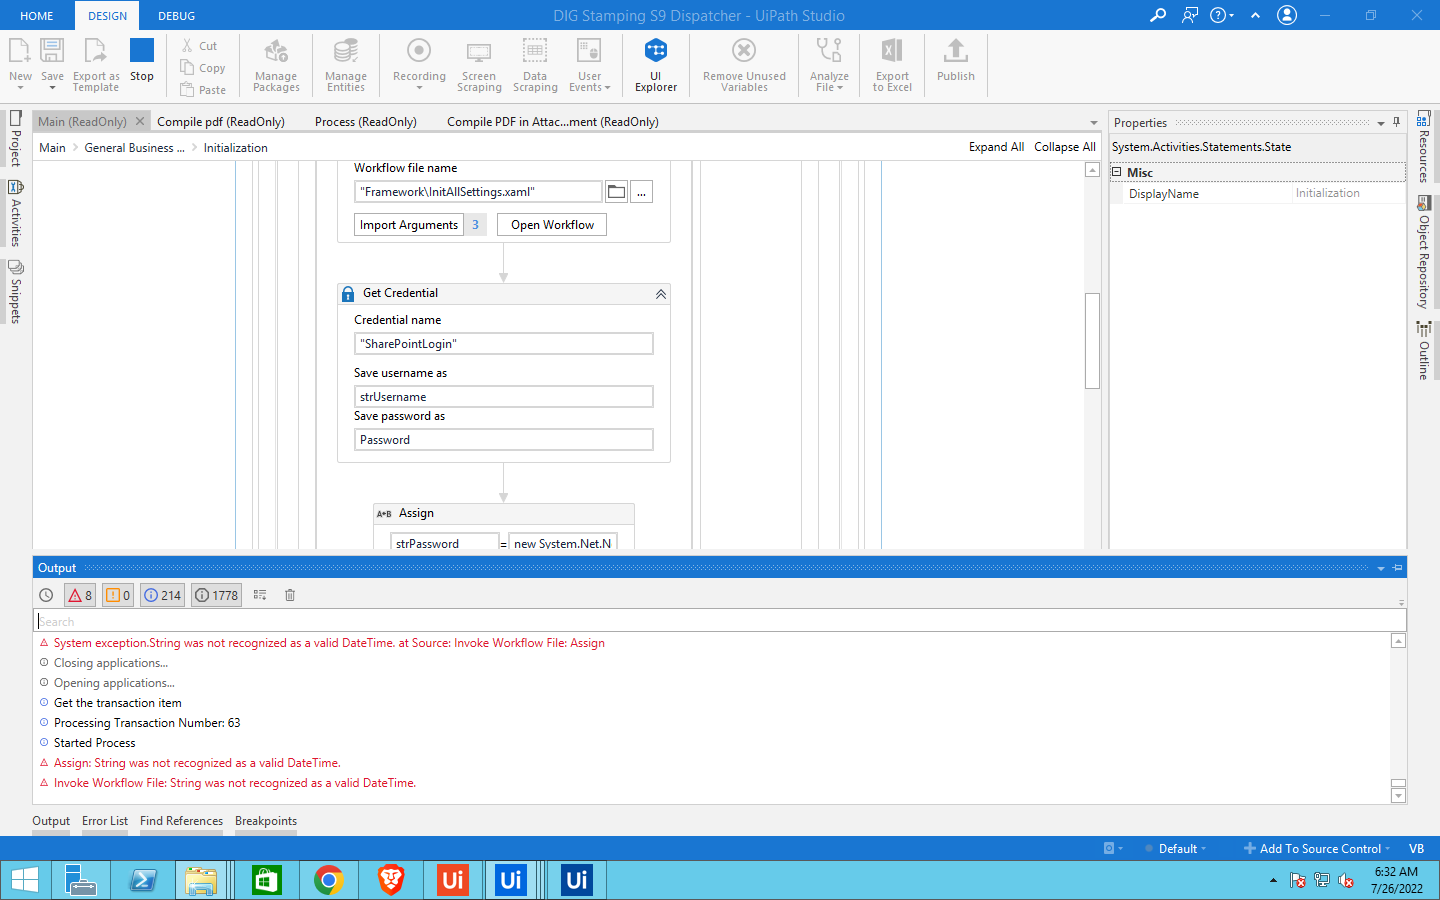 HOME DESIGN DEBUG DIG Stamping S9 Dispatcher - UiPath Studio
New Save Export as Template Stop Cut Copy Paste Manage Packages Manage Entities Recording Screen Scraping Data Scraping User Events UI Explorer Remove Unused Variables Analyze File Export to Excel Publish
Project
Activities
Snippets
Main (ReadOnly) Compile pdf (ReadOnly) Process (ReadOnly) Compile PDF in Attac...ment (ReadOnly)
Main > General Business ... > Initialization Expand All Collapse All
Workflow file name
"Framework\InitAllSettings.xaml" ...
Import Arguments 3 Open Workflow
Get Credential
Credential name
"SharePointLogin"
Save username as
strUsername
Save password as
Password
A+B Assign
strPassword = new System.Net.N
Properties
System.Activities.Statements.State
Misc
DisplayName Initialization
Resources
Object Repository
Outline
Output
8 0 214 1778
Search
System exception.String was not recognized as a valid DateTime. at Source: Invoke Workflow File: Assign
Closing applications...
Opening applications...
Get the transaction item
Processing Transaction Number: 63
Started Process
Assign: String was not recognized as a valid DateTime.
Invoke Workflow File: String was not recognized as a valid DateTime.
Output Error List Find References Breakpoints
Default Add To Source Control VB
Ui Ui Ui
6:32 AM
7/26/2022